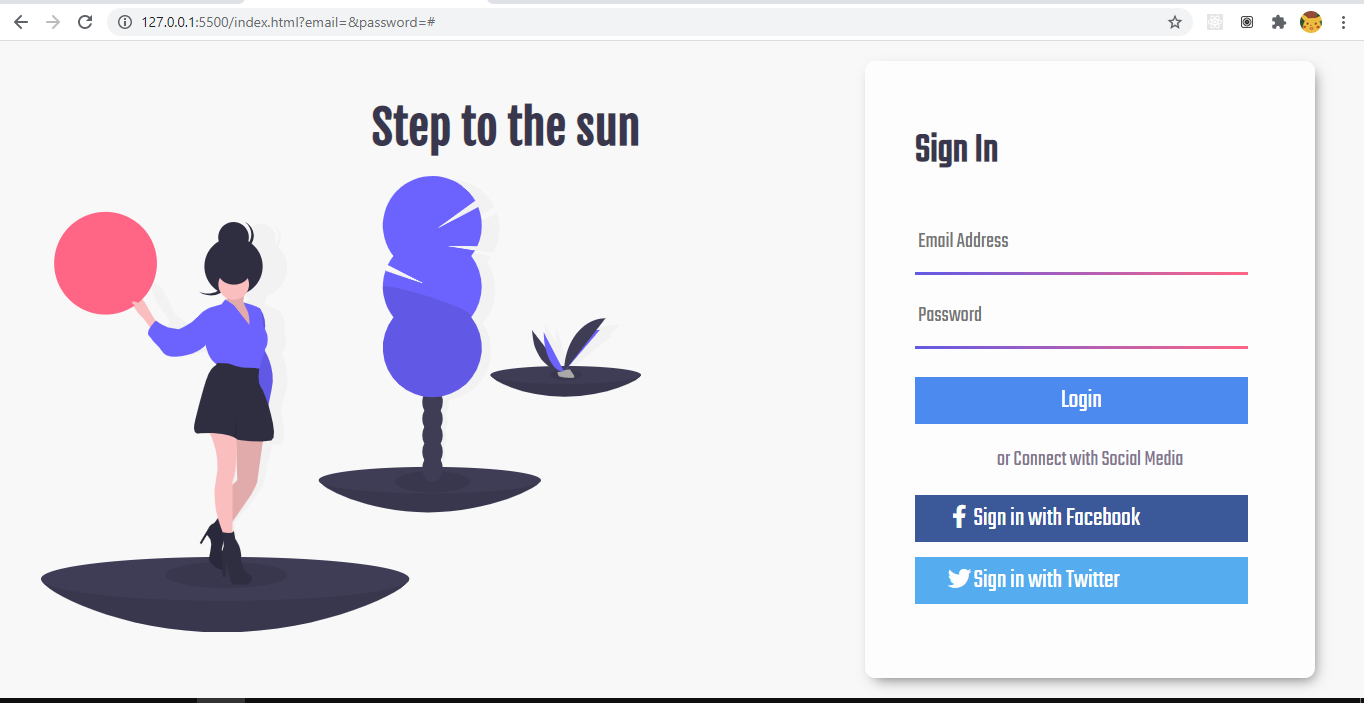 127.0.0.1:5500/index.html?email=&password=#
Step to the sun
Sign In
Email Address
Password
Login
or Connect with Social Media
Sign in with Facebook
Sign in with Twitter